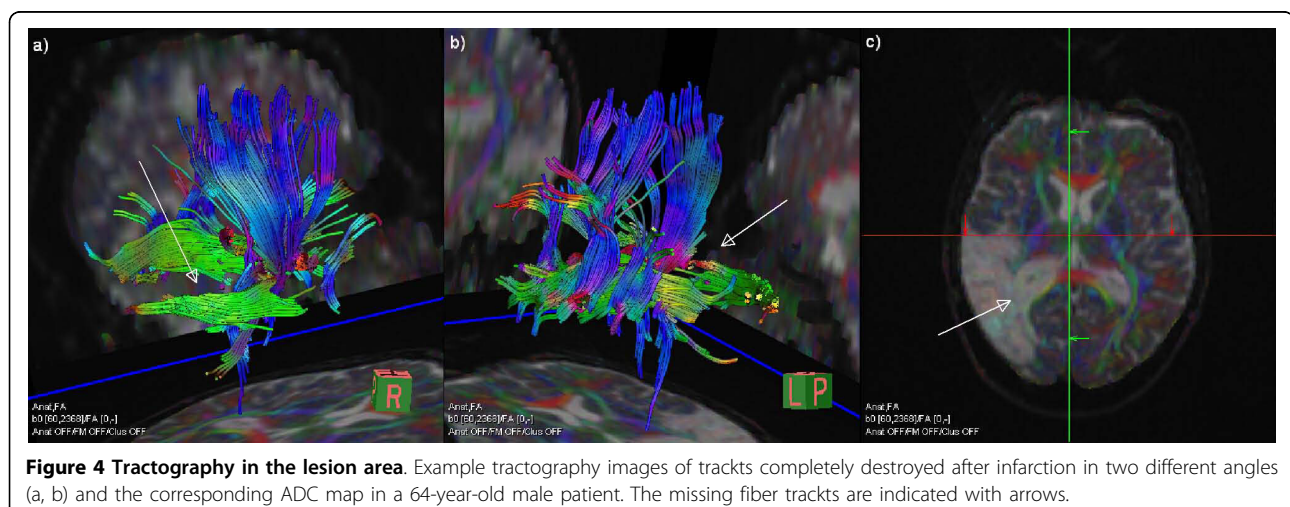 a)
b)
c)
R
L P
Anat,FA
b0 [60,2368]/FA [0,-]
Anat OFF/FM OFF/Clus OFF
Anat,FA
b0 [60,2368]/FA [0,-]
Anat OFF/FM OFF/Clus OFF
Anat,FA
b0 [60,2368]/FA [0,-]
Anat OFF/FM OFF/Clus OFF
Figure 4 Tractography in the lesion area. Example tractography images of trackts completely destroyed after infarction in two different angles
(a, b) and the corresponding ADC map in a 64-year-old male patient. The missing fiber trackts are indicated with arrows.